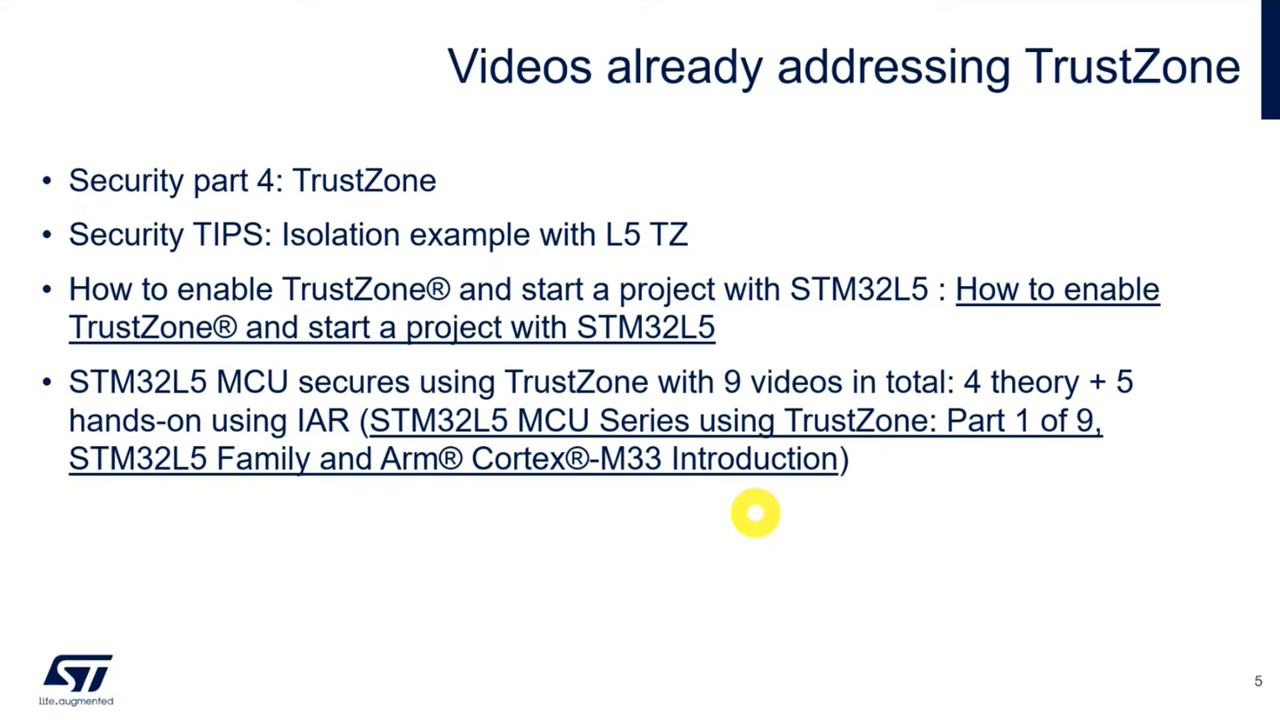 Videos already addressing TrustZone
• Security part 4: TrustZone
• Security TIPS: Isolation example with L5 TZ
• How to enable TrustZone® and start a project with STM32L5 : How to enable
TrustZone® and start a project with STM32L5
• STM32L5 MCU secures using TrustZone with 9 videos in total: 4 theory + 5
hands-on using IAR (STM32L5 MCU Series using TrustZone: Part 1 of 9,
STM32L5 Family and Arm® Cortex®-M33 Introduction)
ST
life.augmented
5